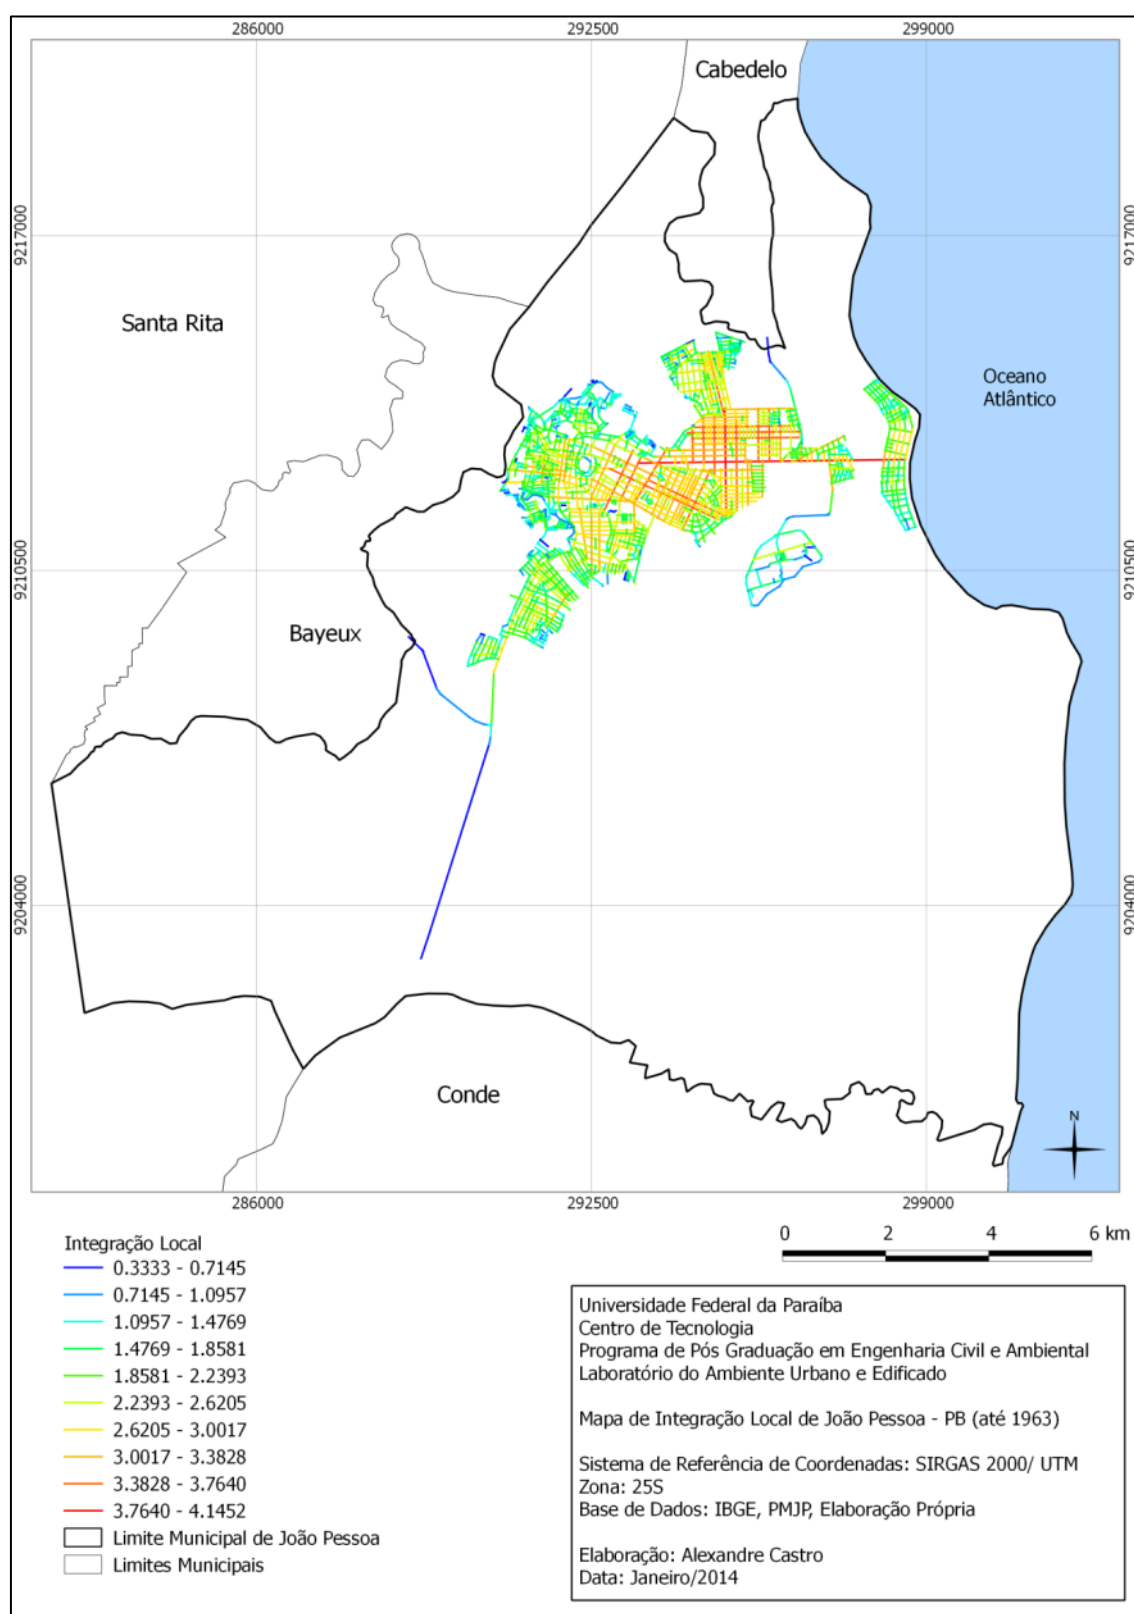 286000
292500
299000
Cabedelo
9217000
9217000
Santa Rita
Oceano
Atlântico
9210500
9210500
Bayeux
9204000
9204000
Conde
N
286000
292500
299000
Integração Local
0.3333 - 0.7145
0.7145 - 1.0957
1.0957 - 1.4769
1.4769 - 1.8581
1.8581 - 2.2393
2.2393 - 2.6205
2.6205 - 3.0017
3.0017 - 3.3828
3.3828 - 3.7640
3.7640 - 4.1452
Limite Municipal de João Pessoa
Limites Municipais
0 2 4 6 km
Universidade Federal da Paraíba
Centro de Tecnologia
Programa de Pós Graduação em Engenharia Civil e Ambiental
Laboratório do Ambiente Urbano e Edificado
Mapa de Integração Local de João Pessoa - PB (até 1963)
Sistema de Referência de Coordenadas: SIRGAS 2000/ UTM
Zona: 25S
Base de Dados: IBGE, PMJP, Elaboração Própria
Elaboração: Alexandre Castro
Data: Janeiro/2014